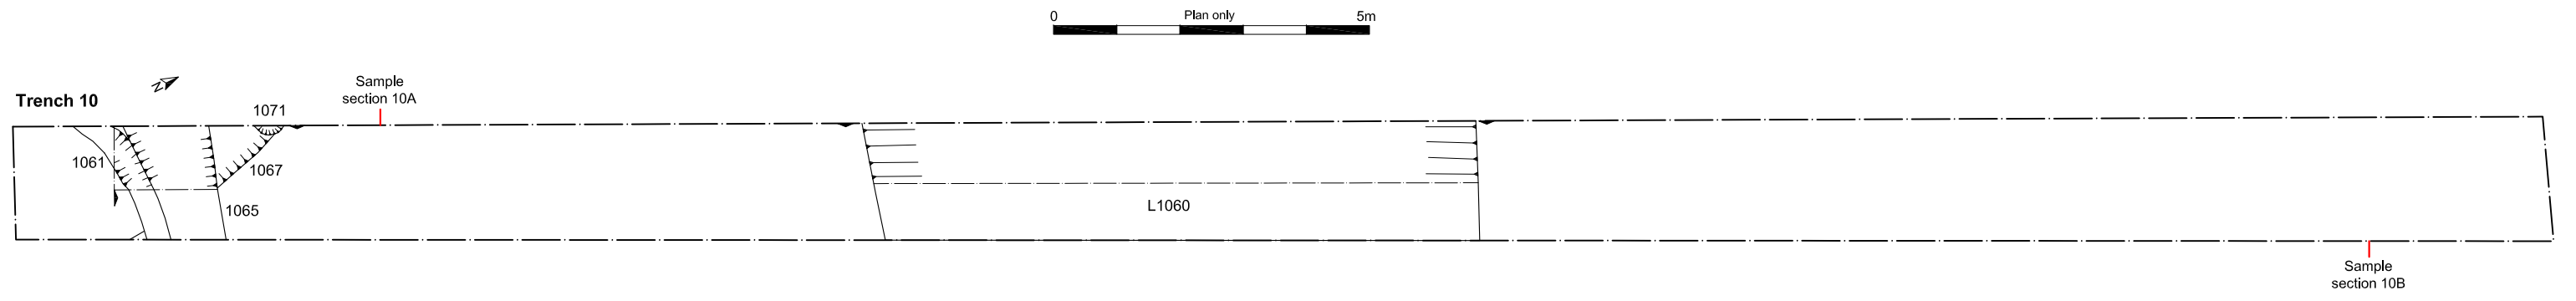 0 Plan only 5m
N
Sample
section 10A
Trench 10
1071
1061
1067
1065
L1060
Sample
section 10B